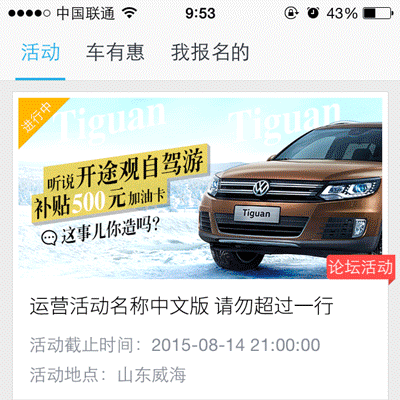 中国联通 9:53 43%
活动 车有惠 我报名的
进行中
Tiguan Tiguan
听说开途观自驾游
补贴500元加油卡
这事儿你造吗?
Tiguan
论坛活动
运营活动名称中文版 请勿超过一行
活动截止时间：2015-08-14 21:00:00
活动地点：山东威海